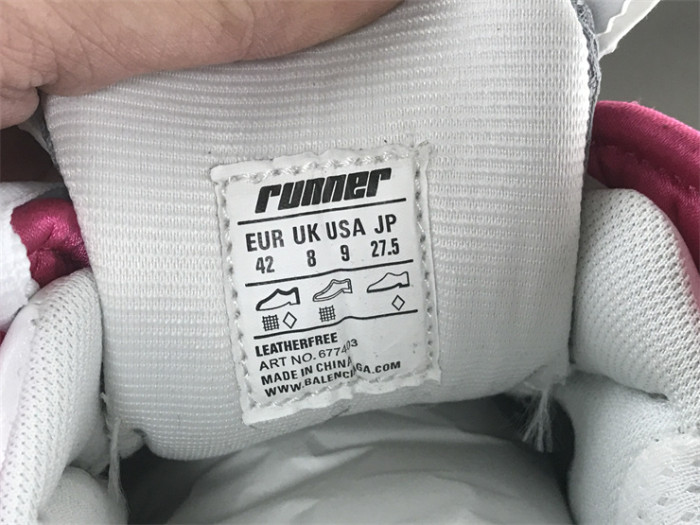 runner
EUR UK USA JP
42 8 9 27.5
LEATHERFREE
ART NO. 677403
MADE IN CHINA
WWW.BALENCIAGA.COM